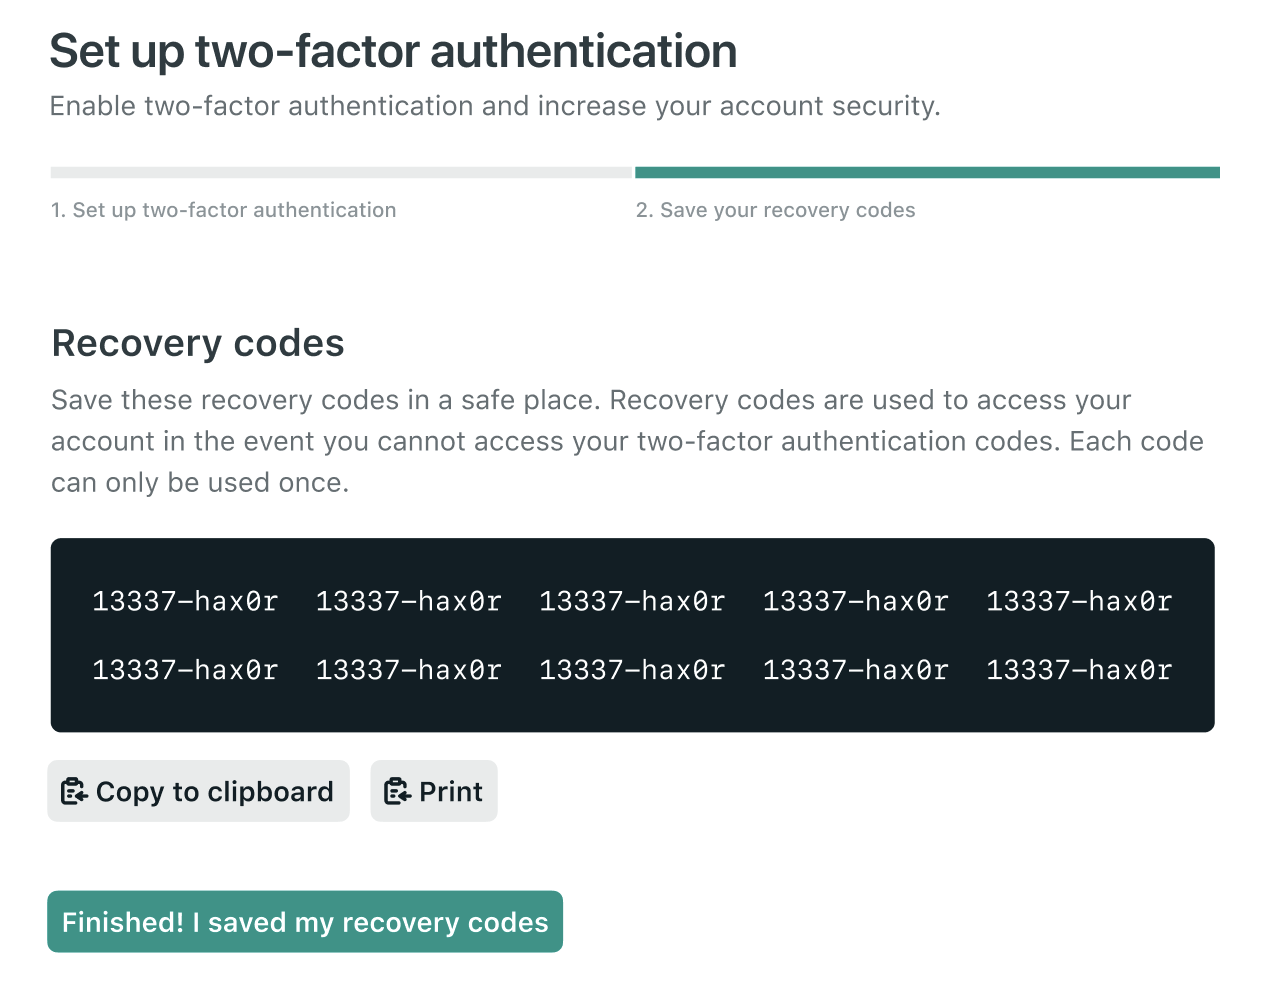 Set up two-factor authentication
Enable two-factor authentication and increase your account security.
1. Set up two-factor authentication
2. Save your recovery codes
Recovery codes
Save these recovery codes in a safe place. Recovery codes are used to access your
account in the event you cannot access your two-factor authentication codes. Each code
can only be used once.
13337-hax0r 13337-hax0r 13337-hax0r 13337-hax0r 13337-hax0r
13337-hax0r 13337-hax0r 13337-hax0r 13337-hax0r 13337-hax0r
Copy to clipboard
Print
Finished! I saved my recovery codes